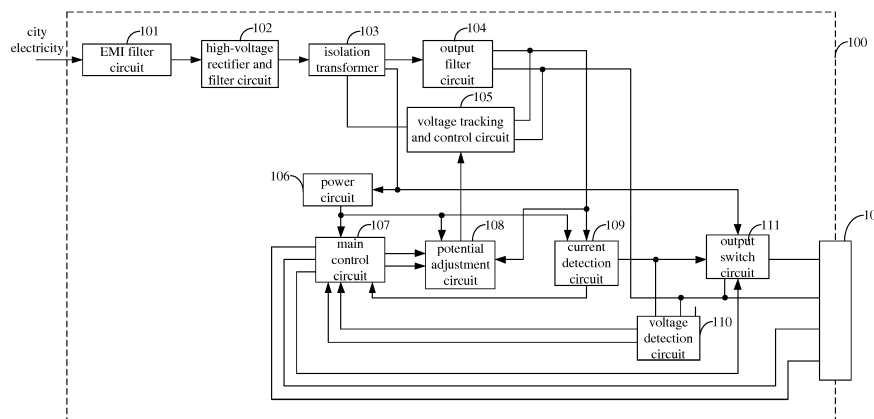 city
electricity
101
EMI filter
circuit
102
high-voltage
rectifier and
filter circuit
103
isolation
transformer
104
output
filter
circuit
100
105
voltage tracking
and control circuit
106
power
circuit
107
main
control
circuit
108
potential
adjustment
circuit
109
current
detection
circuit
111
output
switch
circuit
110
voltage
detection
circuit